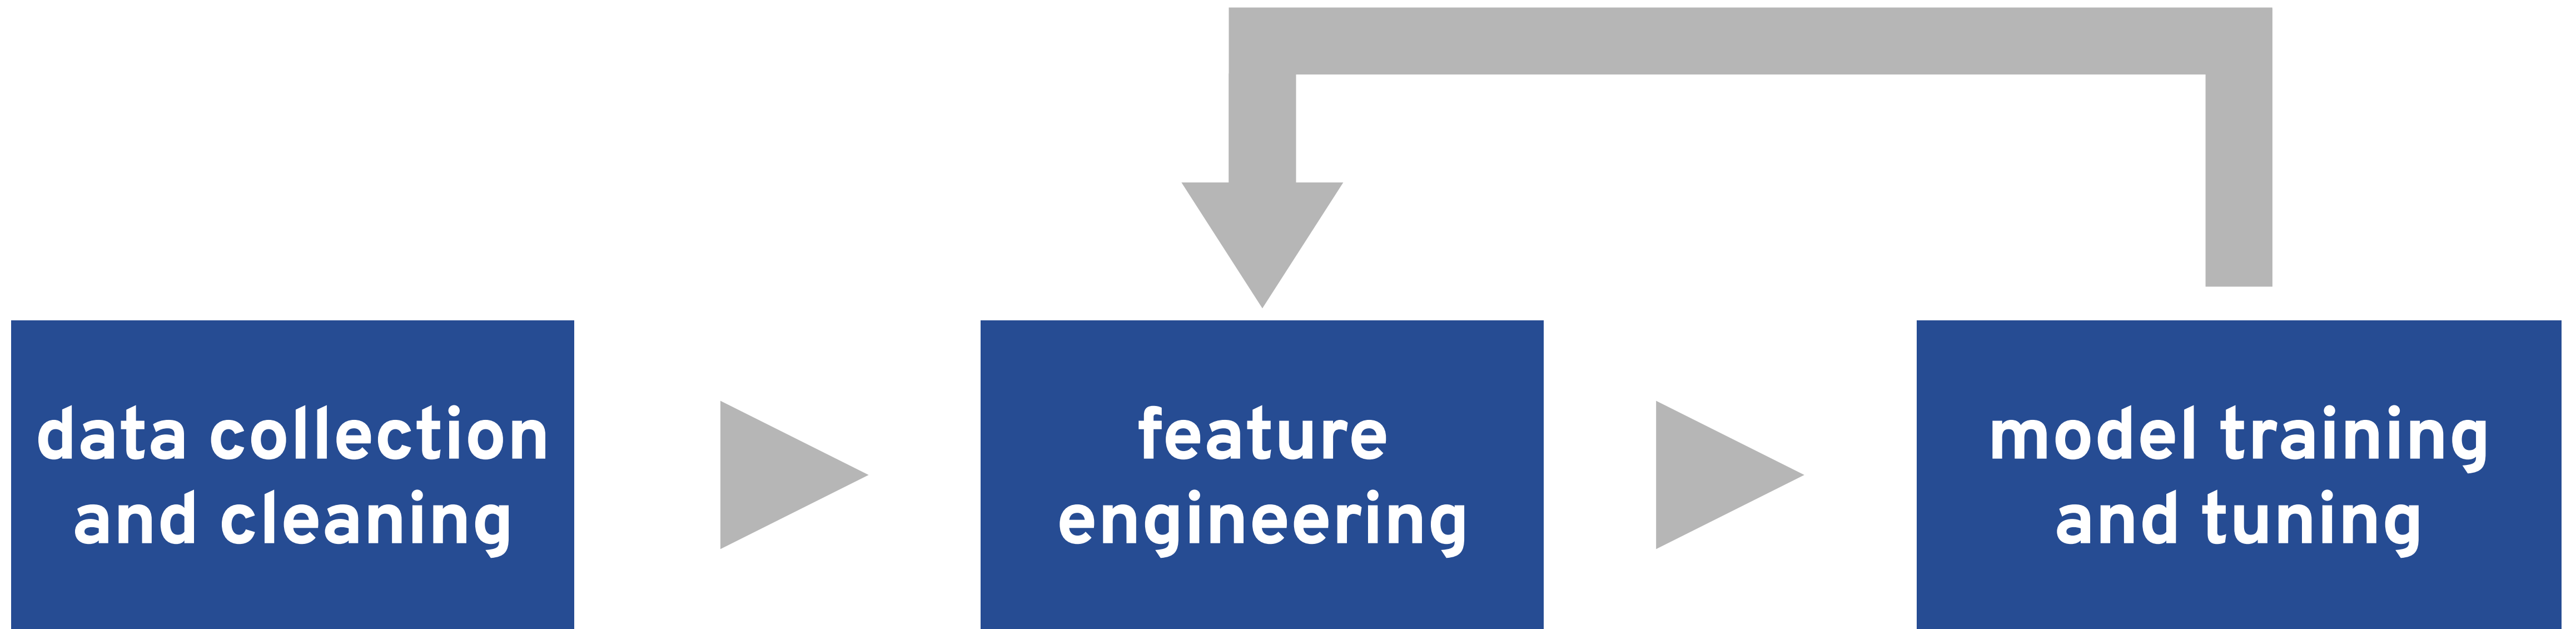 data collection
and cleaning
feature
engineering
model training
and tuning